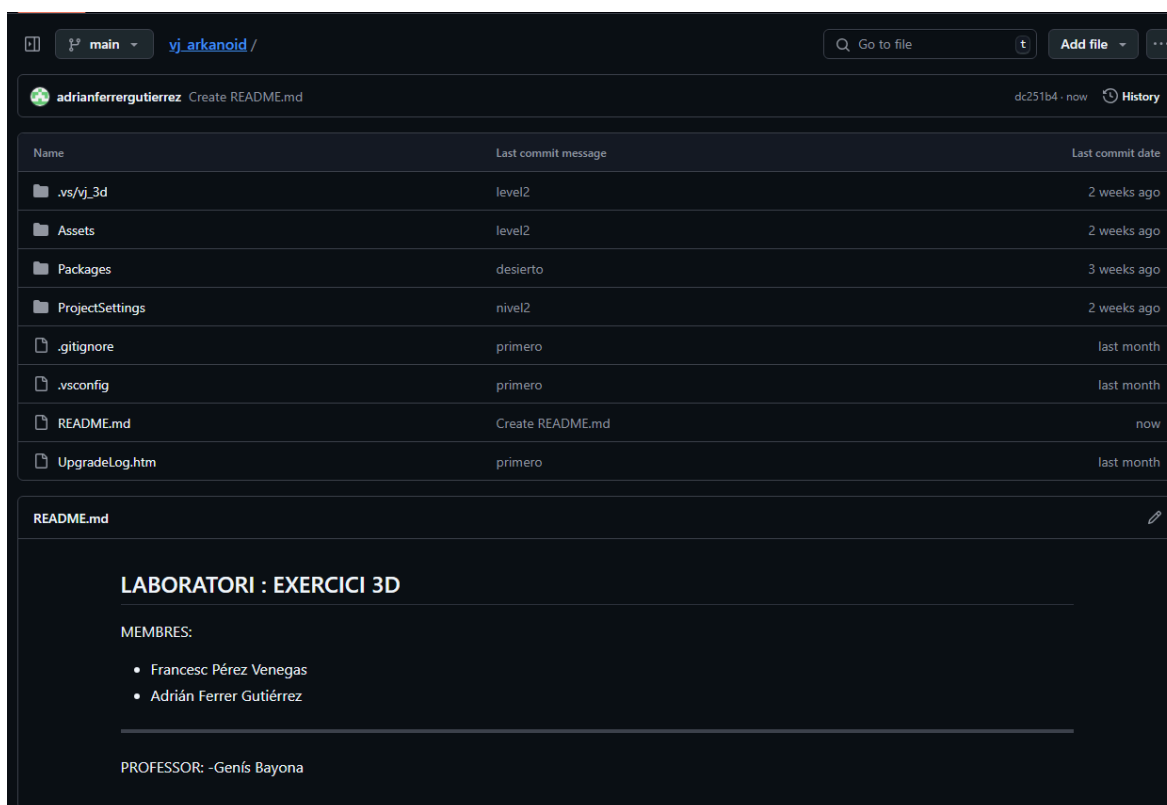 main
vj_arkanoid /
Go to file
t
Add file
adrianferrergutierrez Create README.md
dc251b4 · now
History
Name Last commit message Last commit date
.vs/vj_3d level2 2 weeks ago
Assets level2 2 weeks ago
Packages desierto 3 weeks ago
ProjectSettings nivel2 2 weeks ago
.gitignore primero last month
.vsconfig primero last month
README.md Create README.md now
UpgradeLog.htm primero last month
README.md
LABORATORI : EXERCICI 3D
MEMBRES:
• Francesc Pérez Venegas
• Adrián Ferrer Gutiérrez
PROFESSOR: -Genís Bayona